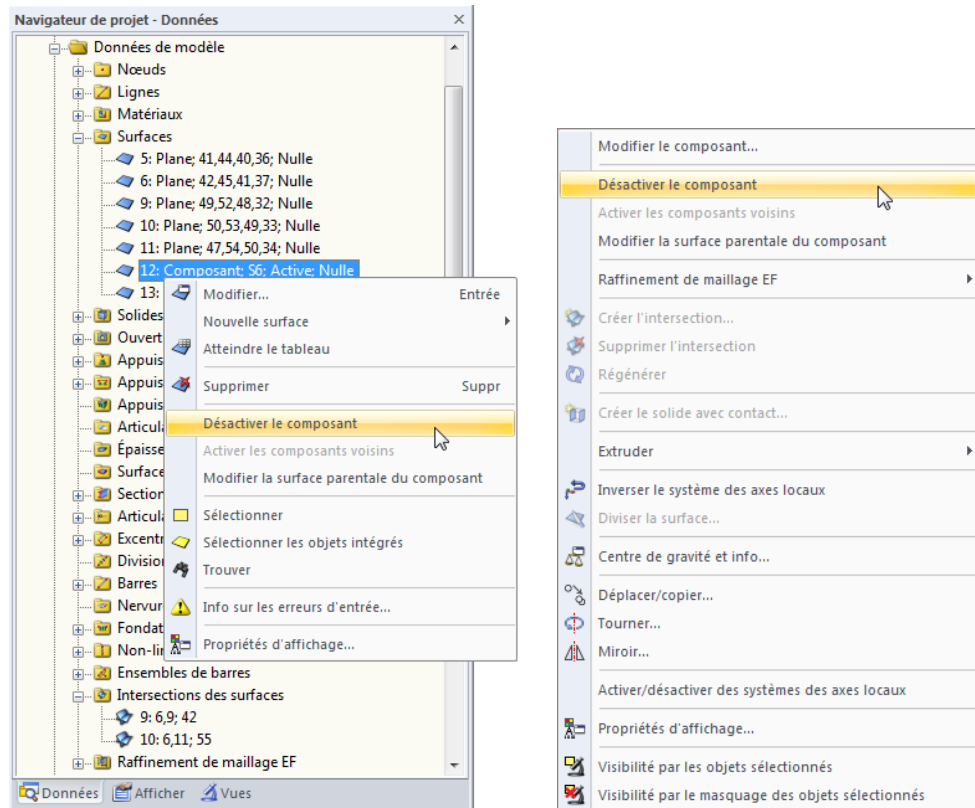 Navigateur de projet - Données
Données de modèle
Nœuds
Lignes
Matériaux
Surfaces
5: Plane; 41,44,40,36; Nulle
6: Plane; 42,45,41,37; Nulle
9: Plane; 49,52,48,32; Nulle
10: Plane; 50,53,49,33; Nulle
11: Plane; 47,54,50,34; Nulle
12: Composant; S6; Active; Nulle
13:
Solides
Ouvert
Appuis
Appuis
Appuis
Articula
Épaisse
Surface
Section
Articula
Excentr
Division
Barres
Nervur
Fondat
Non-lin
Ensembles de barres
Intersections des surfaces
9: 6,9; 42
10: 6,11; 55
Raffinement de maillage EF
Données
Afficher
Vues
Modifier... Entrée
Nouvelle surface
Atteindre le tableau
Supprimer Suppr
Désactiver le composant
Activer les composants voisins
Modifier la surface parentale du composant
Sélectionner
Sélectionner les objets intégrés
Trouver
Info sur les erreurs d'entrée...
Propriétés d'affichage...
Modifier le composant...
Désactiver le composant
Activer les composants voisins
Modifier la surface parentale du composant
Raffinement de maillage EF
Créer l'intersection...
Supprimer l'intersection
Régénérer
Créer le solide avec contact...
Extruder
Inverser le système des axes locaux
Diviser la surface...
Centre de gravité et info...
Déplacer/copier...
Tourner...
Miroir...
Activer/désactiver des systèmes des axes locaux
Propriétés d'affichage...
Visibilité par les objets sélectionnés
Visibilité par le masquage des objets sélectionnés